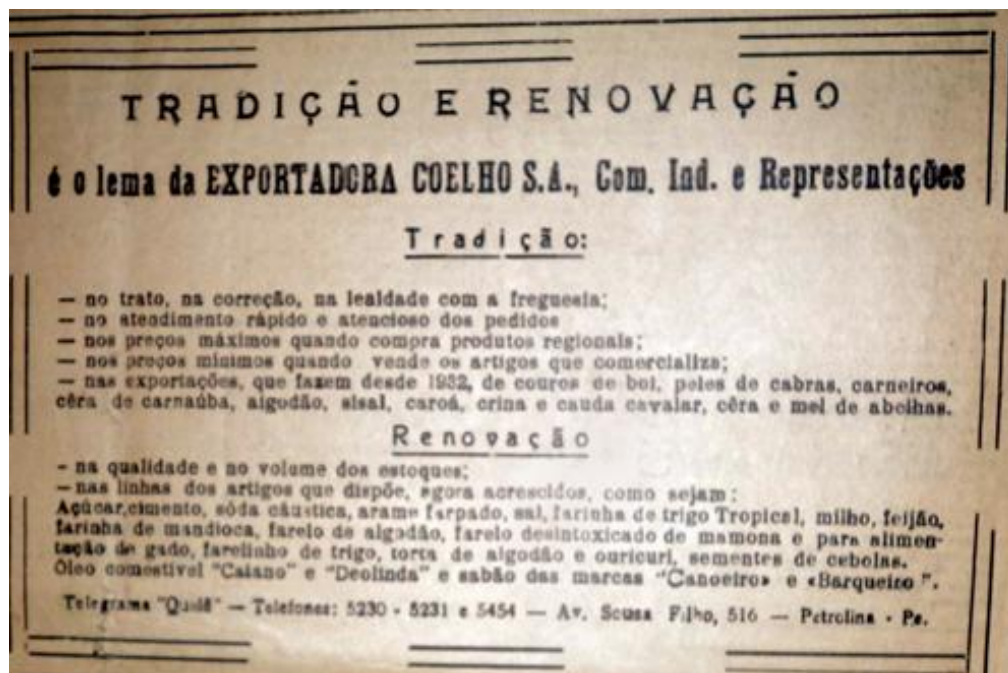 TRADIÇÃO E RENOVAÇÃO
é o lema da EXPORTADORA COELHO S.A., Com. Ind. e Representações
Tradição:
— no trato, na correção, na lealdade com a freguesia;
— no atendimento rápido e atencioso dos pedidos
— nos preços máximos quando compra produtos regionais;
— nos preços mínimos quando vende os artigos que comercializa;
— nas exportações, que fazem desde 1932, de couros de boi, peles de cabras, carneiros,
cêra de carnaúba, algodão, sisal, caroá, crina e cauda cavalar, cêra e mel de abelhas.
Renovação
- na qualidade e no volume dos estoques;
— nas linhas dos artigos que dispõe, agora acrescidos, como sejam:
Açúcar, cimento, sóda cáustica, arame farpado, sal, farinha de trigo Tropical, milho, feijão,
farinha de mandioca, farelo de algodão, farelo desintoxicado de mamona e para alimen-
tação de gado, farelinho de trigo, torta de algodão e ouricuri, sementes de cebolas.
Óleo comestível "Caiano" e "Deolinda" e sabão das marcas "Canoeiro» e «Barqueiro".
Telegrama — Telefones: 5230 - 5231 e 5454 — Av. Sousa Filho, 516 — Petrolina - Pe.